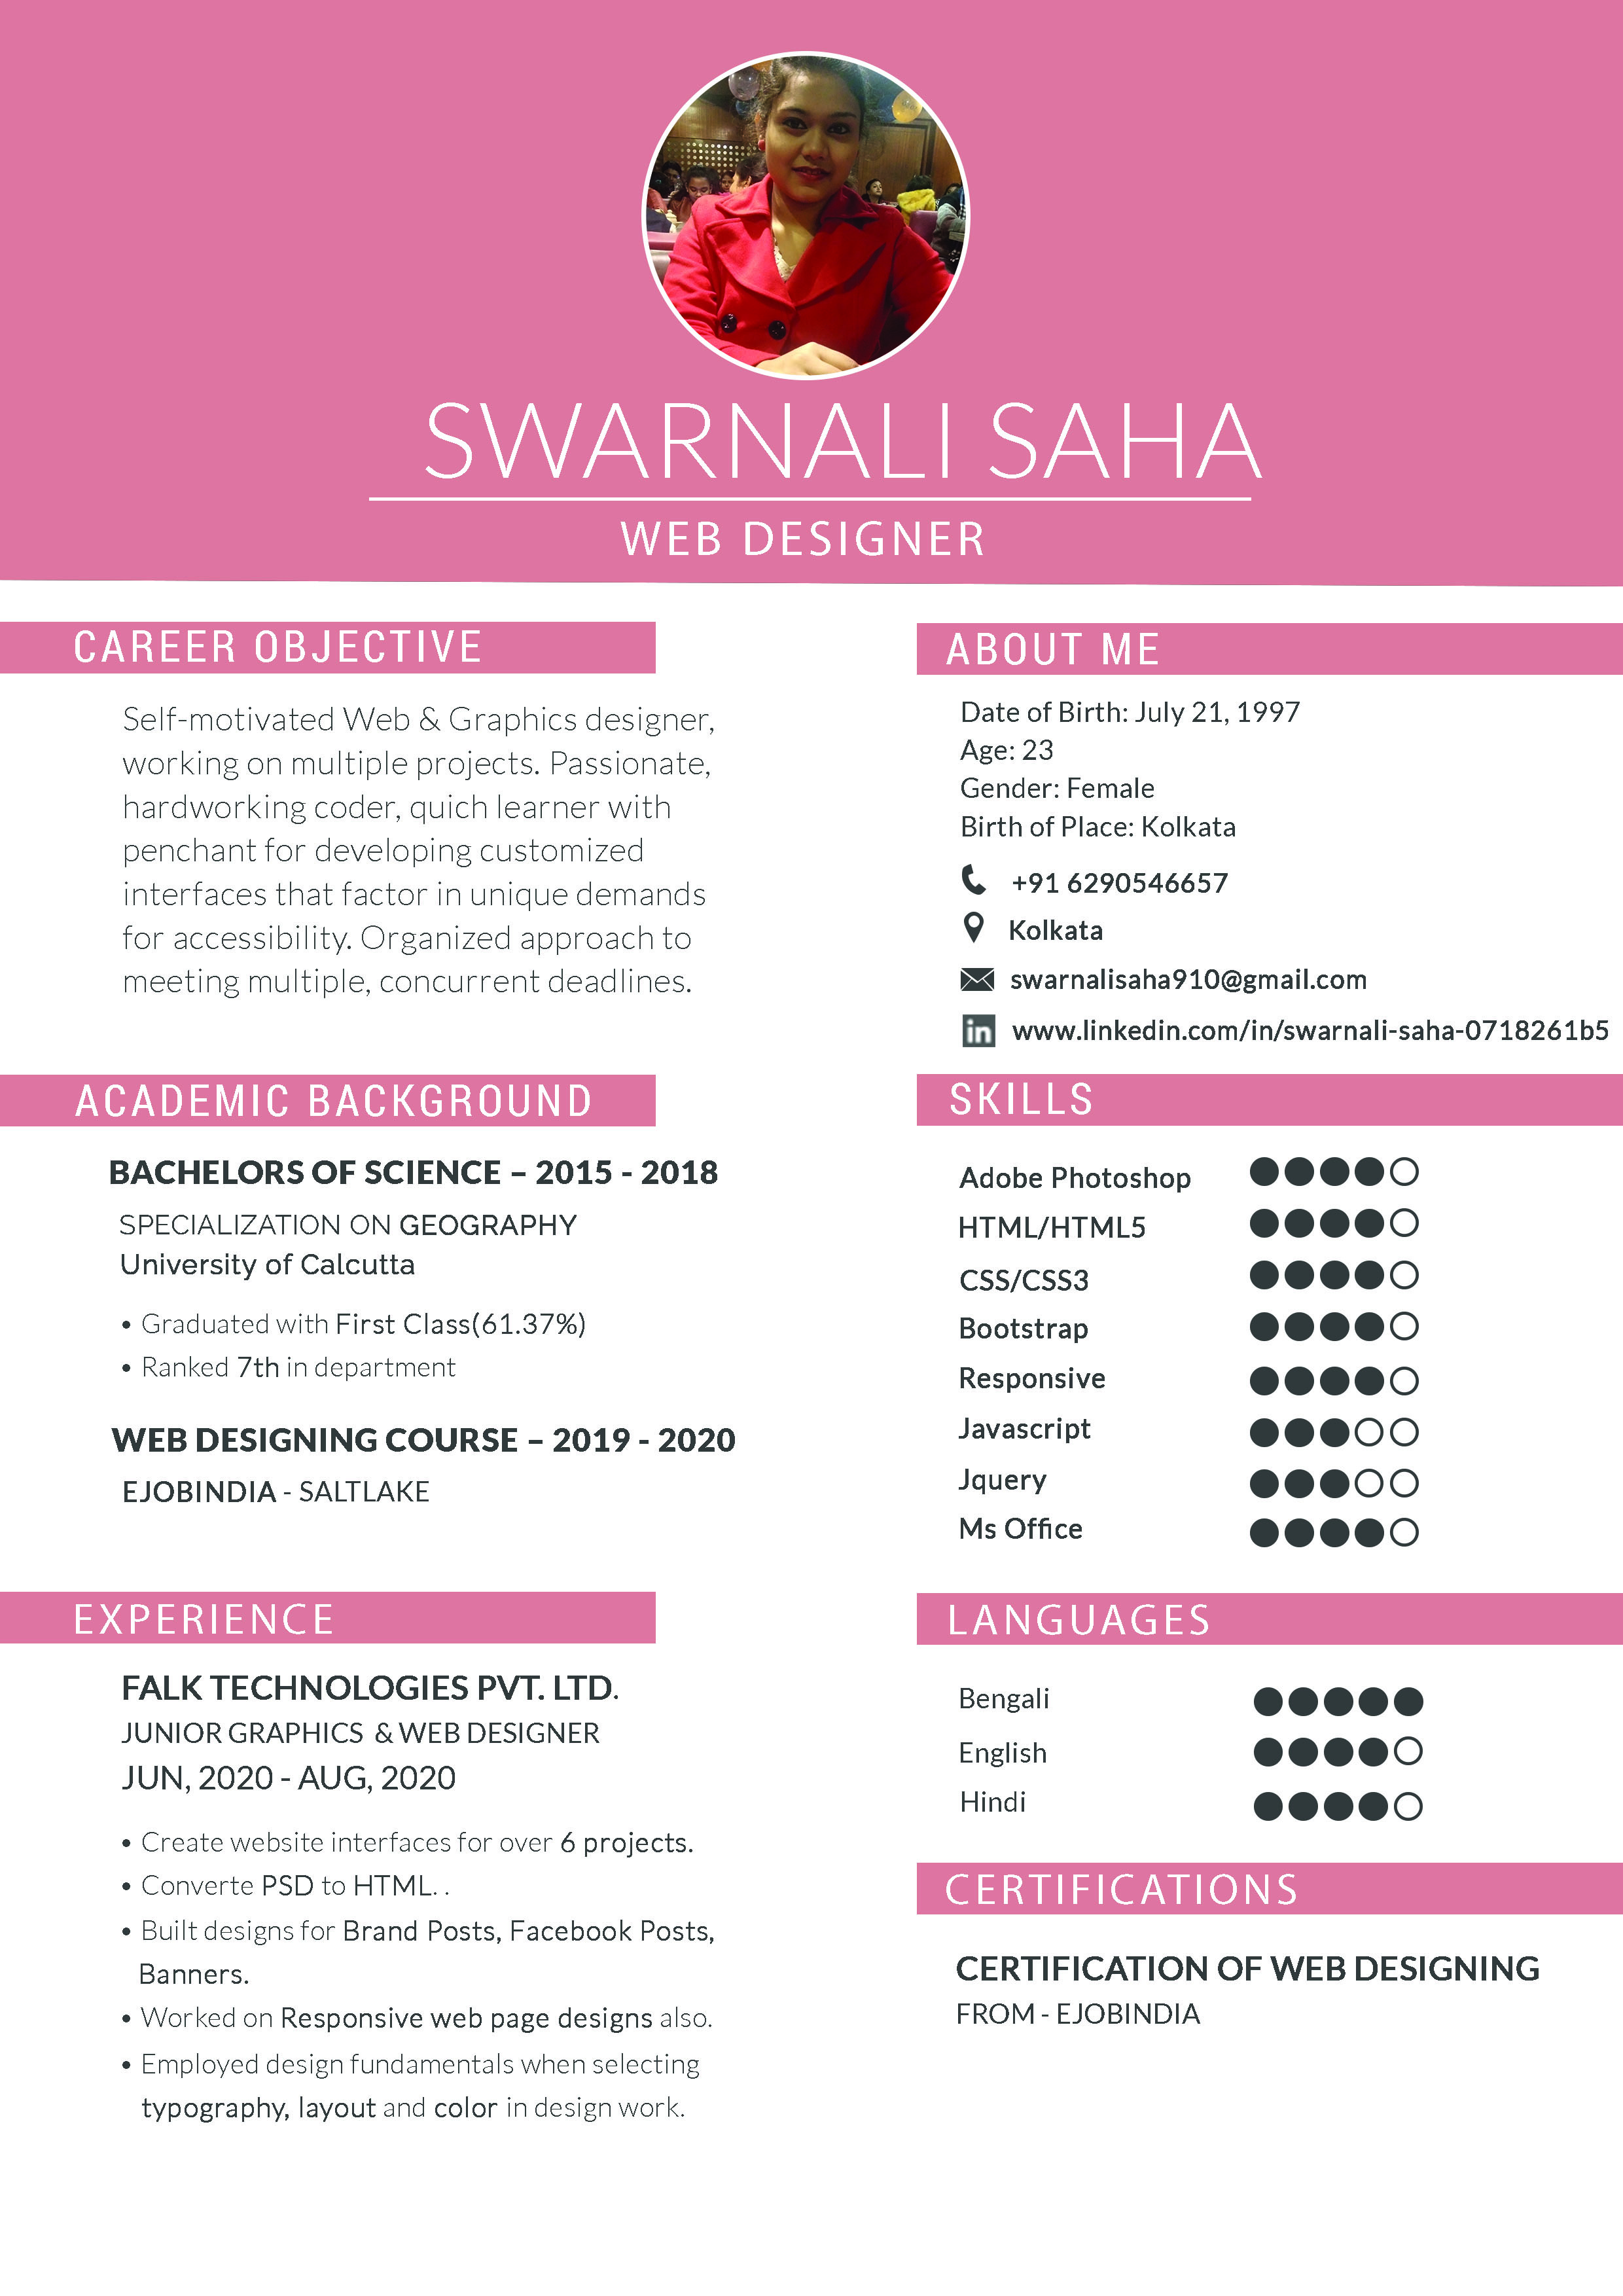 SWARNALI SAHA
WEB DESIGNER
CAREER OBJECTIVE
Self-motivated Web & Graphics designer,
working on multiple projects. Passionate,
hardworking coder, quich learner with
penchant for developing customized
interfaces that factor in unique demands
for accessibility. Organized approach to
meeting multiple, concurrent deadlines.
ACADEMIC BACKGROUND
BACHELORS OF SCIENCE – 2015 - 2018
SPECIALIZATION ON GEOGRAPHY
University of Calcutta
• Graduated with First Class(61.37%)
• Ranked 7th in department
WEB DESIGNING COURSE – 2019 - 2020
EJOBINDIA - SALTLAKE
EXPERIENCE
FALK TECHNOLOGIES PVT. LTD.
JUNIOR GRAPHICS & WEB DESIGNER
JUN, 2020 - AUG, 2020
• Create website interfaces for over 6 projects.
• Converte PSD to HTML. .
• Built designs for Brand Posts, Facebook Posts,
Banners.
• Worked on Responsive web page designs also.
• Employed design fundamentals when selecting
typography, layout and color in design work.
ABOUT ME
Date of Birth: July 21, 1997
Age: 23
Gender: Female
Birth of Place: Kolkata
+91 6290546657
Kolkata
swarnalisaha910@gmail.com
in www.linkedin.com/in/swarnali-saha-0718261b5
SKILLS
Adobe Photoshop
HTML/HTML5
CSS/CSS3
Bootstrap
Responsive
Javascript
Jquery
Ms Office
LANGUAGES
Bengali
English
Hindi
CERTIFICATIONS
CERTIFICATION OF WEB DESIGNING
FROM - EJOBINDIA